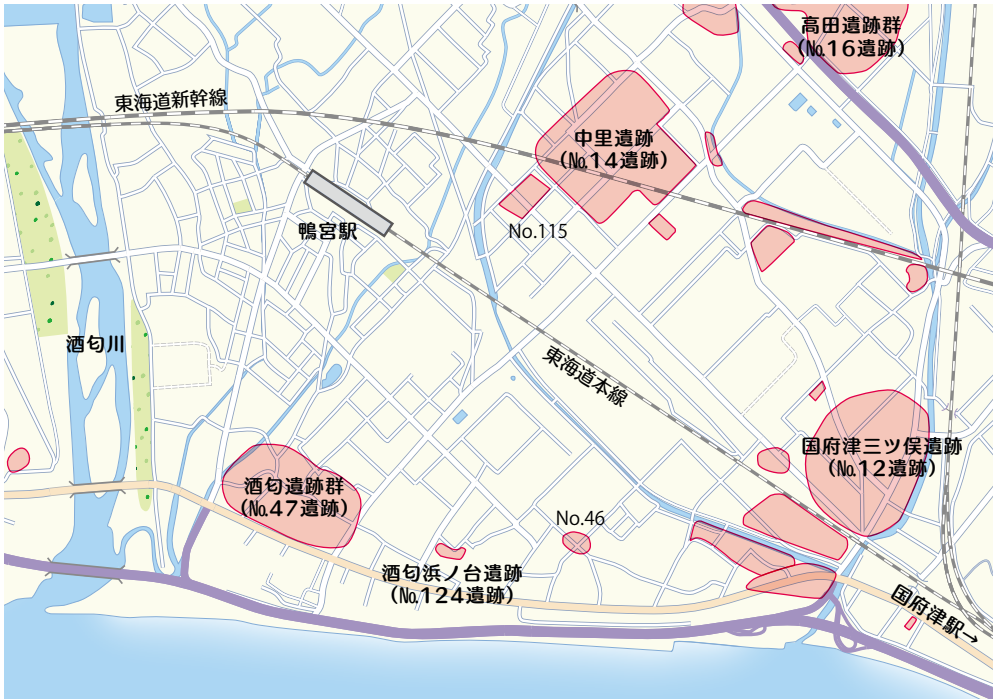 高田遺跡群
(№16遺跡)
東海道新幹線
中里遺跡
(№14遺跡)
No.115
鴨宮駅
酒匂川
東海道本線
国府津三ツ俣遺跡
(№12遺跡)
酒匂遺跡群
(№47遺跡)
No.46
酒匂浜ノ台遺跡
(№124遺跡)
国府津駅→